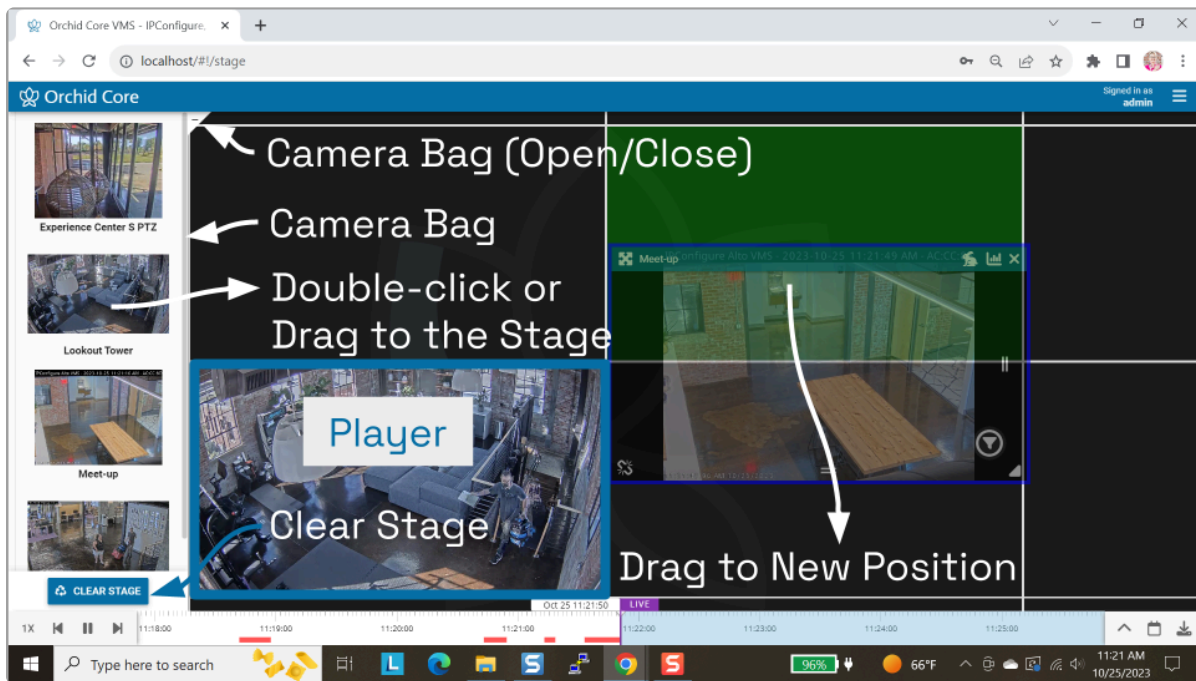 Orchid Core VMS - IPConfigure,
localhost/#!/stage
Orchid Core
Signed in as
admin
Camera Bag (Open/Close)
Experience Center S PTZ
Camera Bag
Meet-up
Double-click or
Drag to the Stage
Lookout Tower
Player
Meet-up
Clear Stage
Drag to New Position
CLEAR STAGE
Oct 25 11:21:50
LIVE
1X
11:18:00
11:19:00
11:20:00
11:21:00
11:22:00
11:23:00
11:24:00
11:25:00
Type here to search
L
S
S
96%
66°F
11:21 AM
10/25/2023